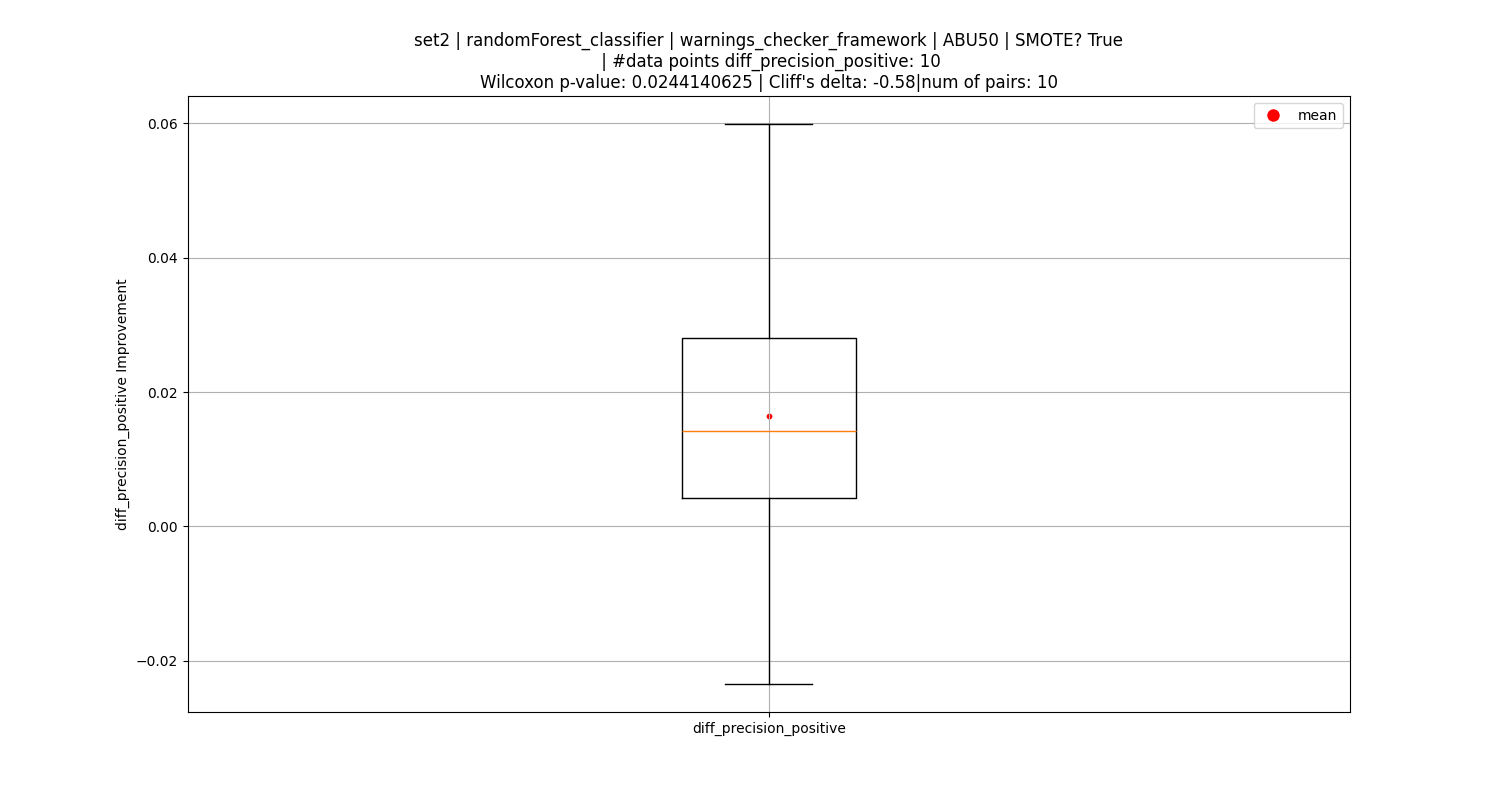 set2 | randomForest_classifier | warnings_checker_framework | ABU50 | SMOTE? True
| #data points diff_precision_positive: 10
Wilcoxon p-value: 0.0244140625 | Cliff's delta: -0.58|num of pairs: 10
mean
0.06
0.04
0.02
0.00
−0.02
diff_precision_positive Improvement
diff_precision_positive